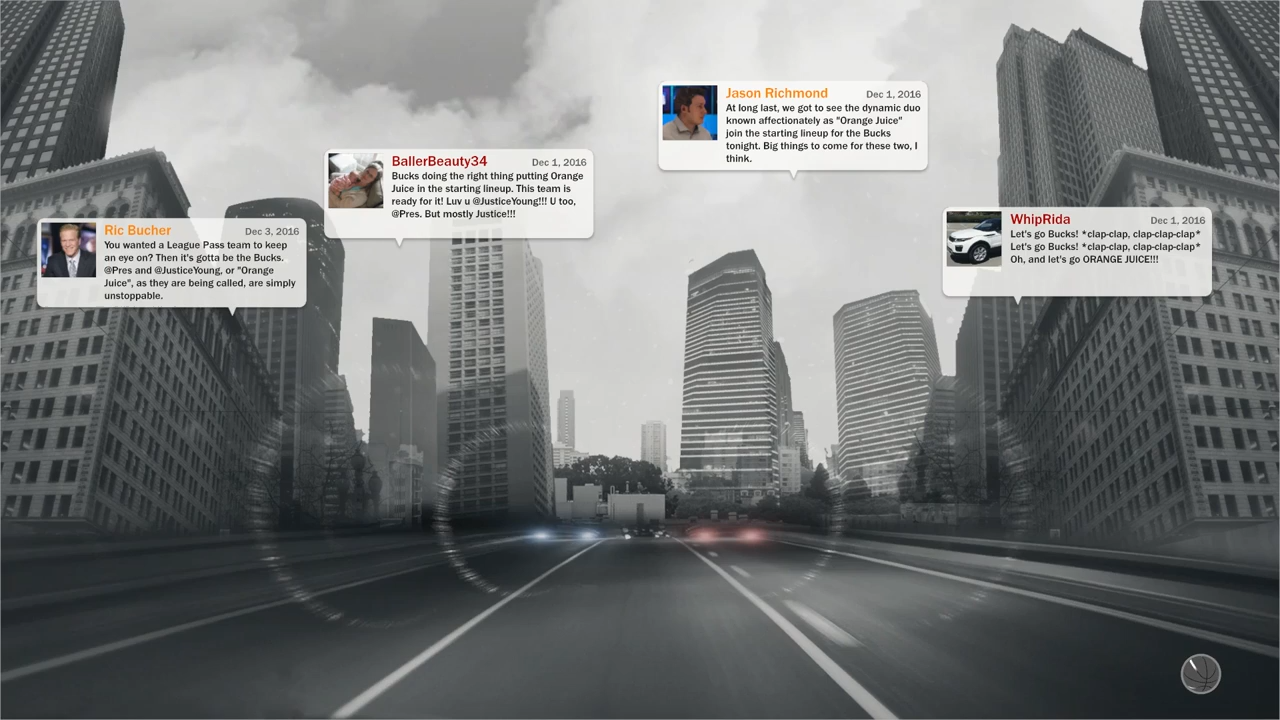 Ric Bucher Dec 3, 2016
You wanted a League Pass team to keep
an eye on? Then it's gotta be the Bucks.
@Pres and @JusticeYoung, or "Orange
Juice", as they are being called, are simply
unstoppable.
BallerBeauty34 Dec 1, 2016
Bucks doing the right thing putting Orange
Juice in the starting lineup. This team is
ready for it! Luv u @JusticeYoung!!! U too,
@Pres. But mostly Justice!!!
Jason Richmond Dec 1, 2016
At long last, we got to see the dynamic duo
known affectionately as "Orange Juice"
join the starting lineup for the Bucks
tonight. Big things to come for these two, I
think.
WhipRida Dec 1, 2016
Let's go Bucks! *clap-clap, clap-clap-clap*
Let's go Bucks! *clap-clap, clap-clap-clap*
Oh, and let's go ORANGE JUICE!!!